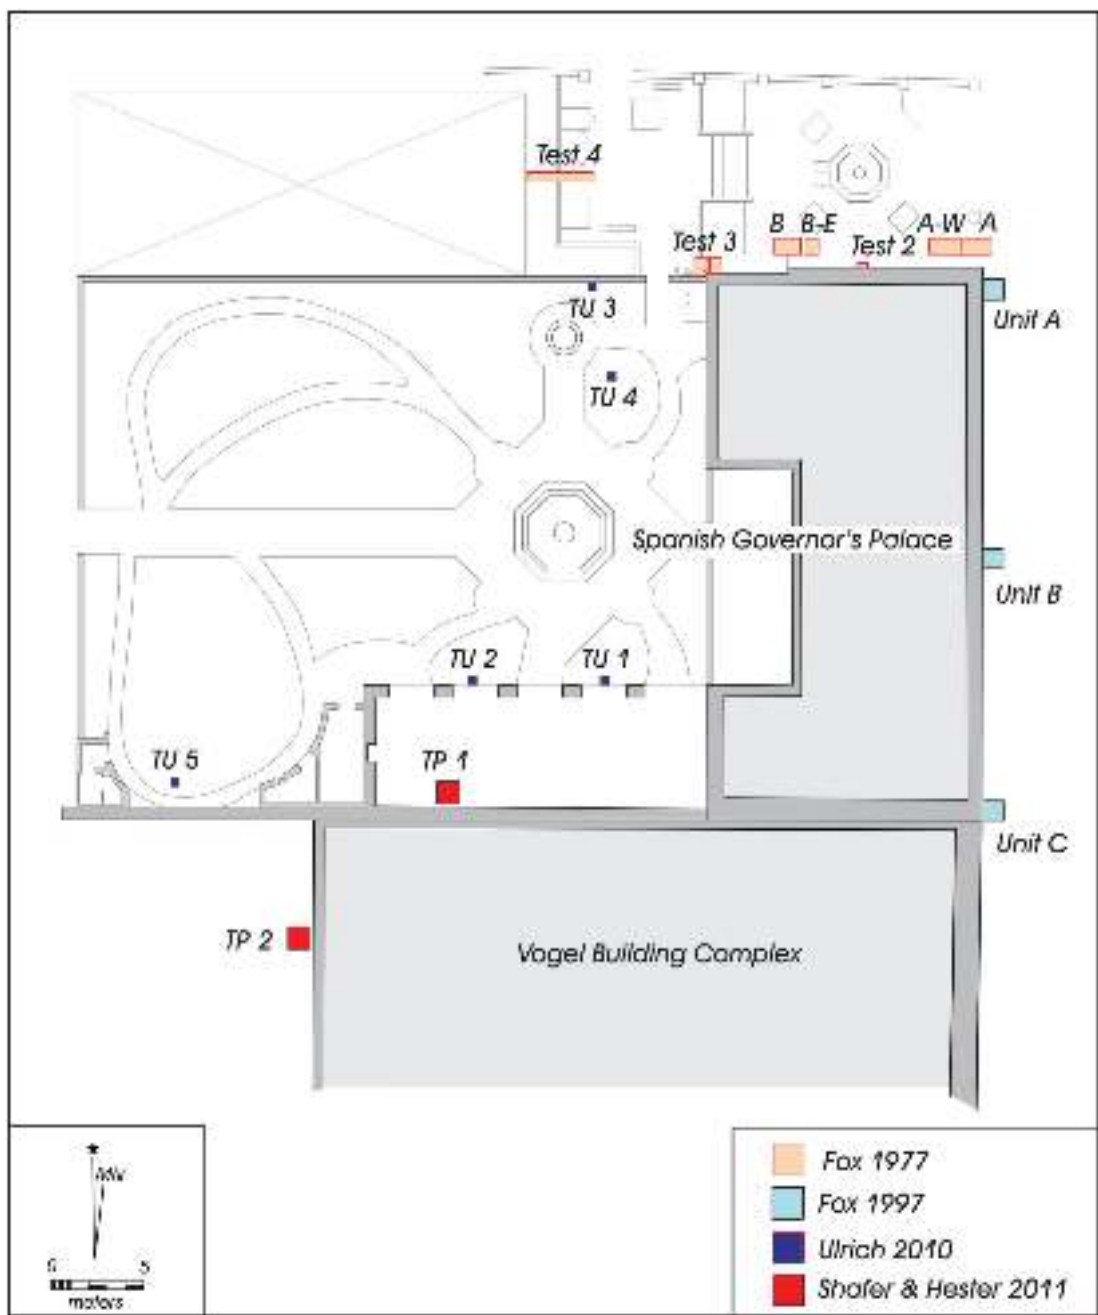 Test 4
B B-E A-W A
Test 3 Test 2
TU 3
Unit A
TU 4
Spanish Governor's Palace
Unit B
TU 2 TU 1
TU 5 TP 1
Unit C
TP 2
Vogel Building Complex
MN
0 5
meters
Fox 1977
Fox 1997
Ulrich 2010
Shafer & Hester 2011